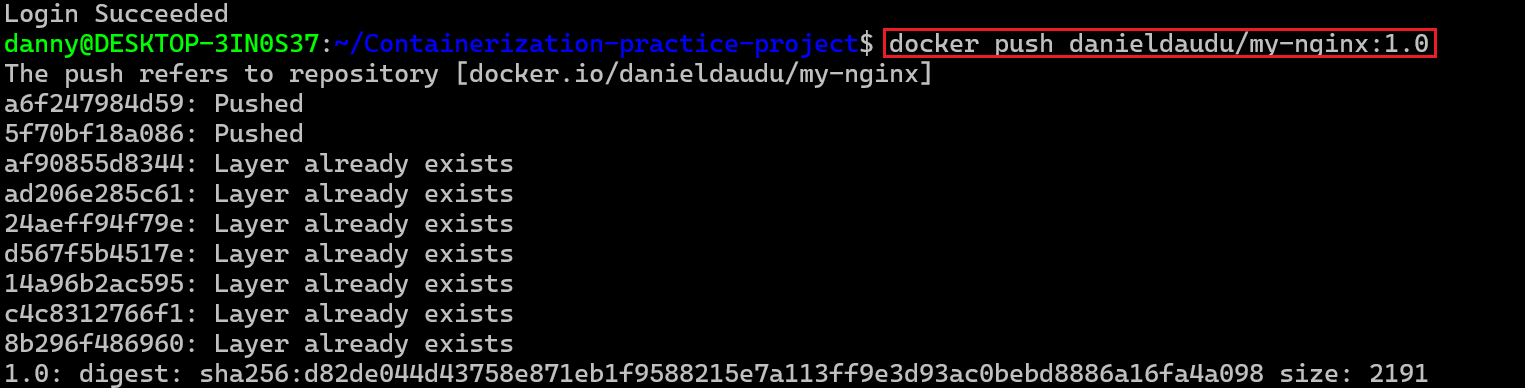 Login Succeeded
danny@DESKTOP-3IN0S37:~/Containerization-practice-project$ docker push danieldaudu/my-nginx:1.0
The push refers to repository [docker.io/danieldaudu/my-nginx]
a6f247984d59: Pushed
5f70bf18a086: Pushed
af90855d8344: Layer already exists
ad206e285c61: Layer already exists
24aeff94f79e: Layer already exists
d567f5b4517e: Layer already exists
14a96b2ac595: Layer already exists
c4c8312766f1: Layer already exists
8b296f486960: Layer already exists
1.0: digest: sha256:d82de044d43758e871eb1f9588215e7a113ff9e3d93ac0bebd8886a16fa4a098 size: 2191